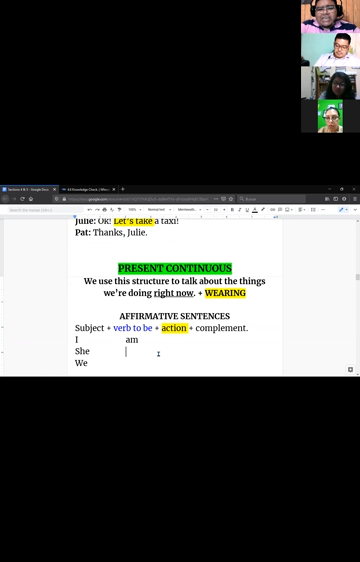 Julie: Ok! Let's take a taxi!
Pat: Thanks, Julie.
PRESENT CONTINUOUS
We use this structure to talk about the things
we're doing right now. + WEARING
AFFIRMATIVE SENTENCES
Subject + verb to be + action + complement.
I am
She
We